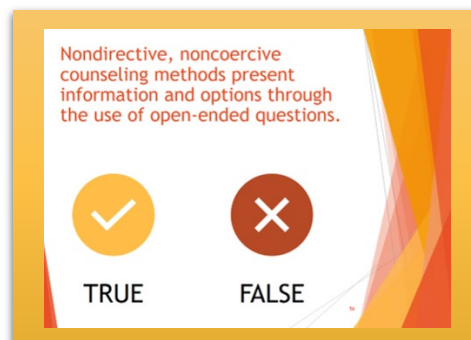 Nondirective, noncoercive
counseling methods present
information and options through
the use of open-ended questions.
TRUE
FALSE